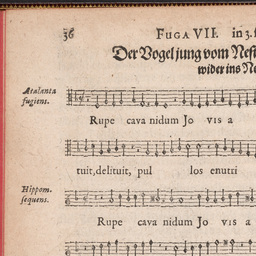 36 FUGA VII. in 3.
Der Vogel jung vom Nest
wider ins Ne
Atalanta
fugiens.
Rupe cava nidum Jo vis a
tuit,delituit, pul los enutri
Hippom.
sequens.
Rupe cava nidum Jo vis a